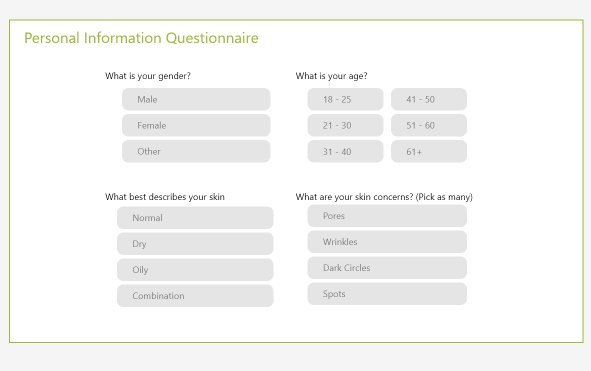 Personal Information Questionnaire
What is your gender?
Male
Female
Other
What is your age?
18 - 25
41 - 50
21 - 30
51 - 60
31 - 40
61+
What best describes your skin
Normal
Dry
Oily
Combination
What are your skin concerns? (Pick as many)
Pores
Wrinkles
Dark Circles
Spots